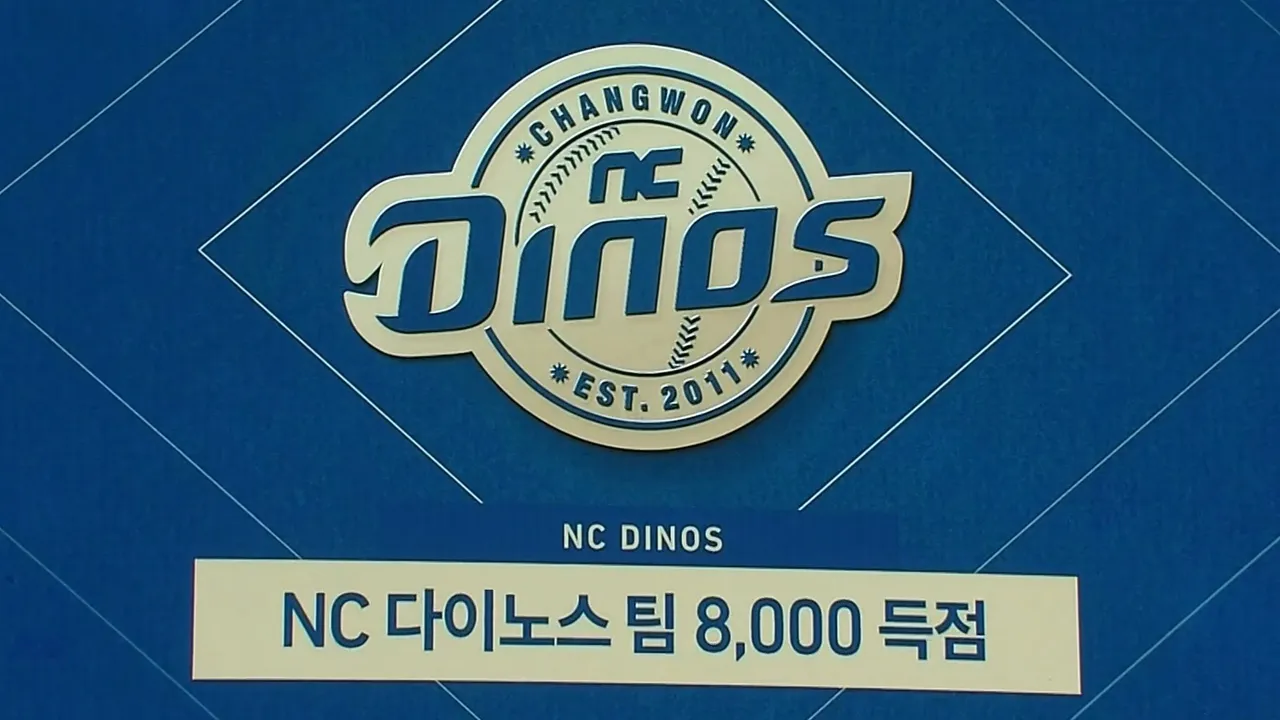 CHANGWON
NC
DINOS
EST. 2011
NC DINOS
NC 다이노스 팀 8,000 득점